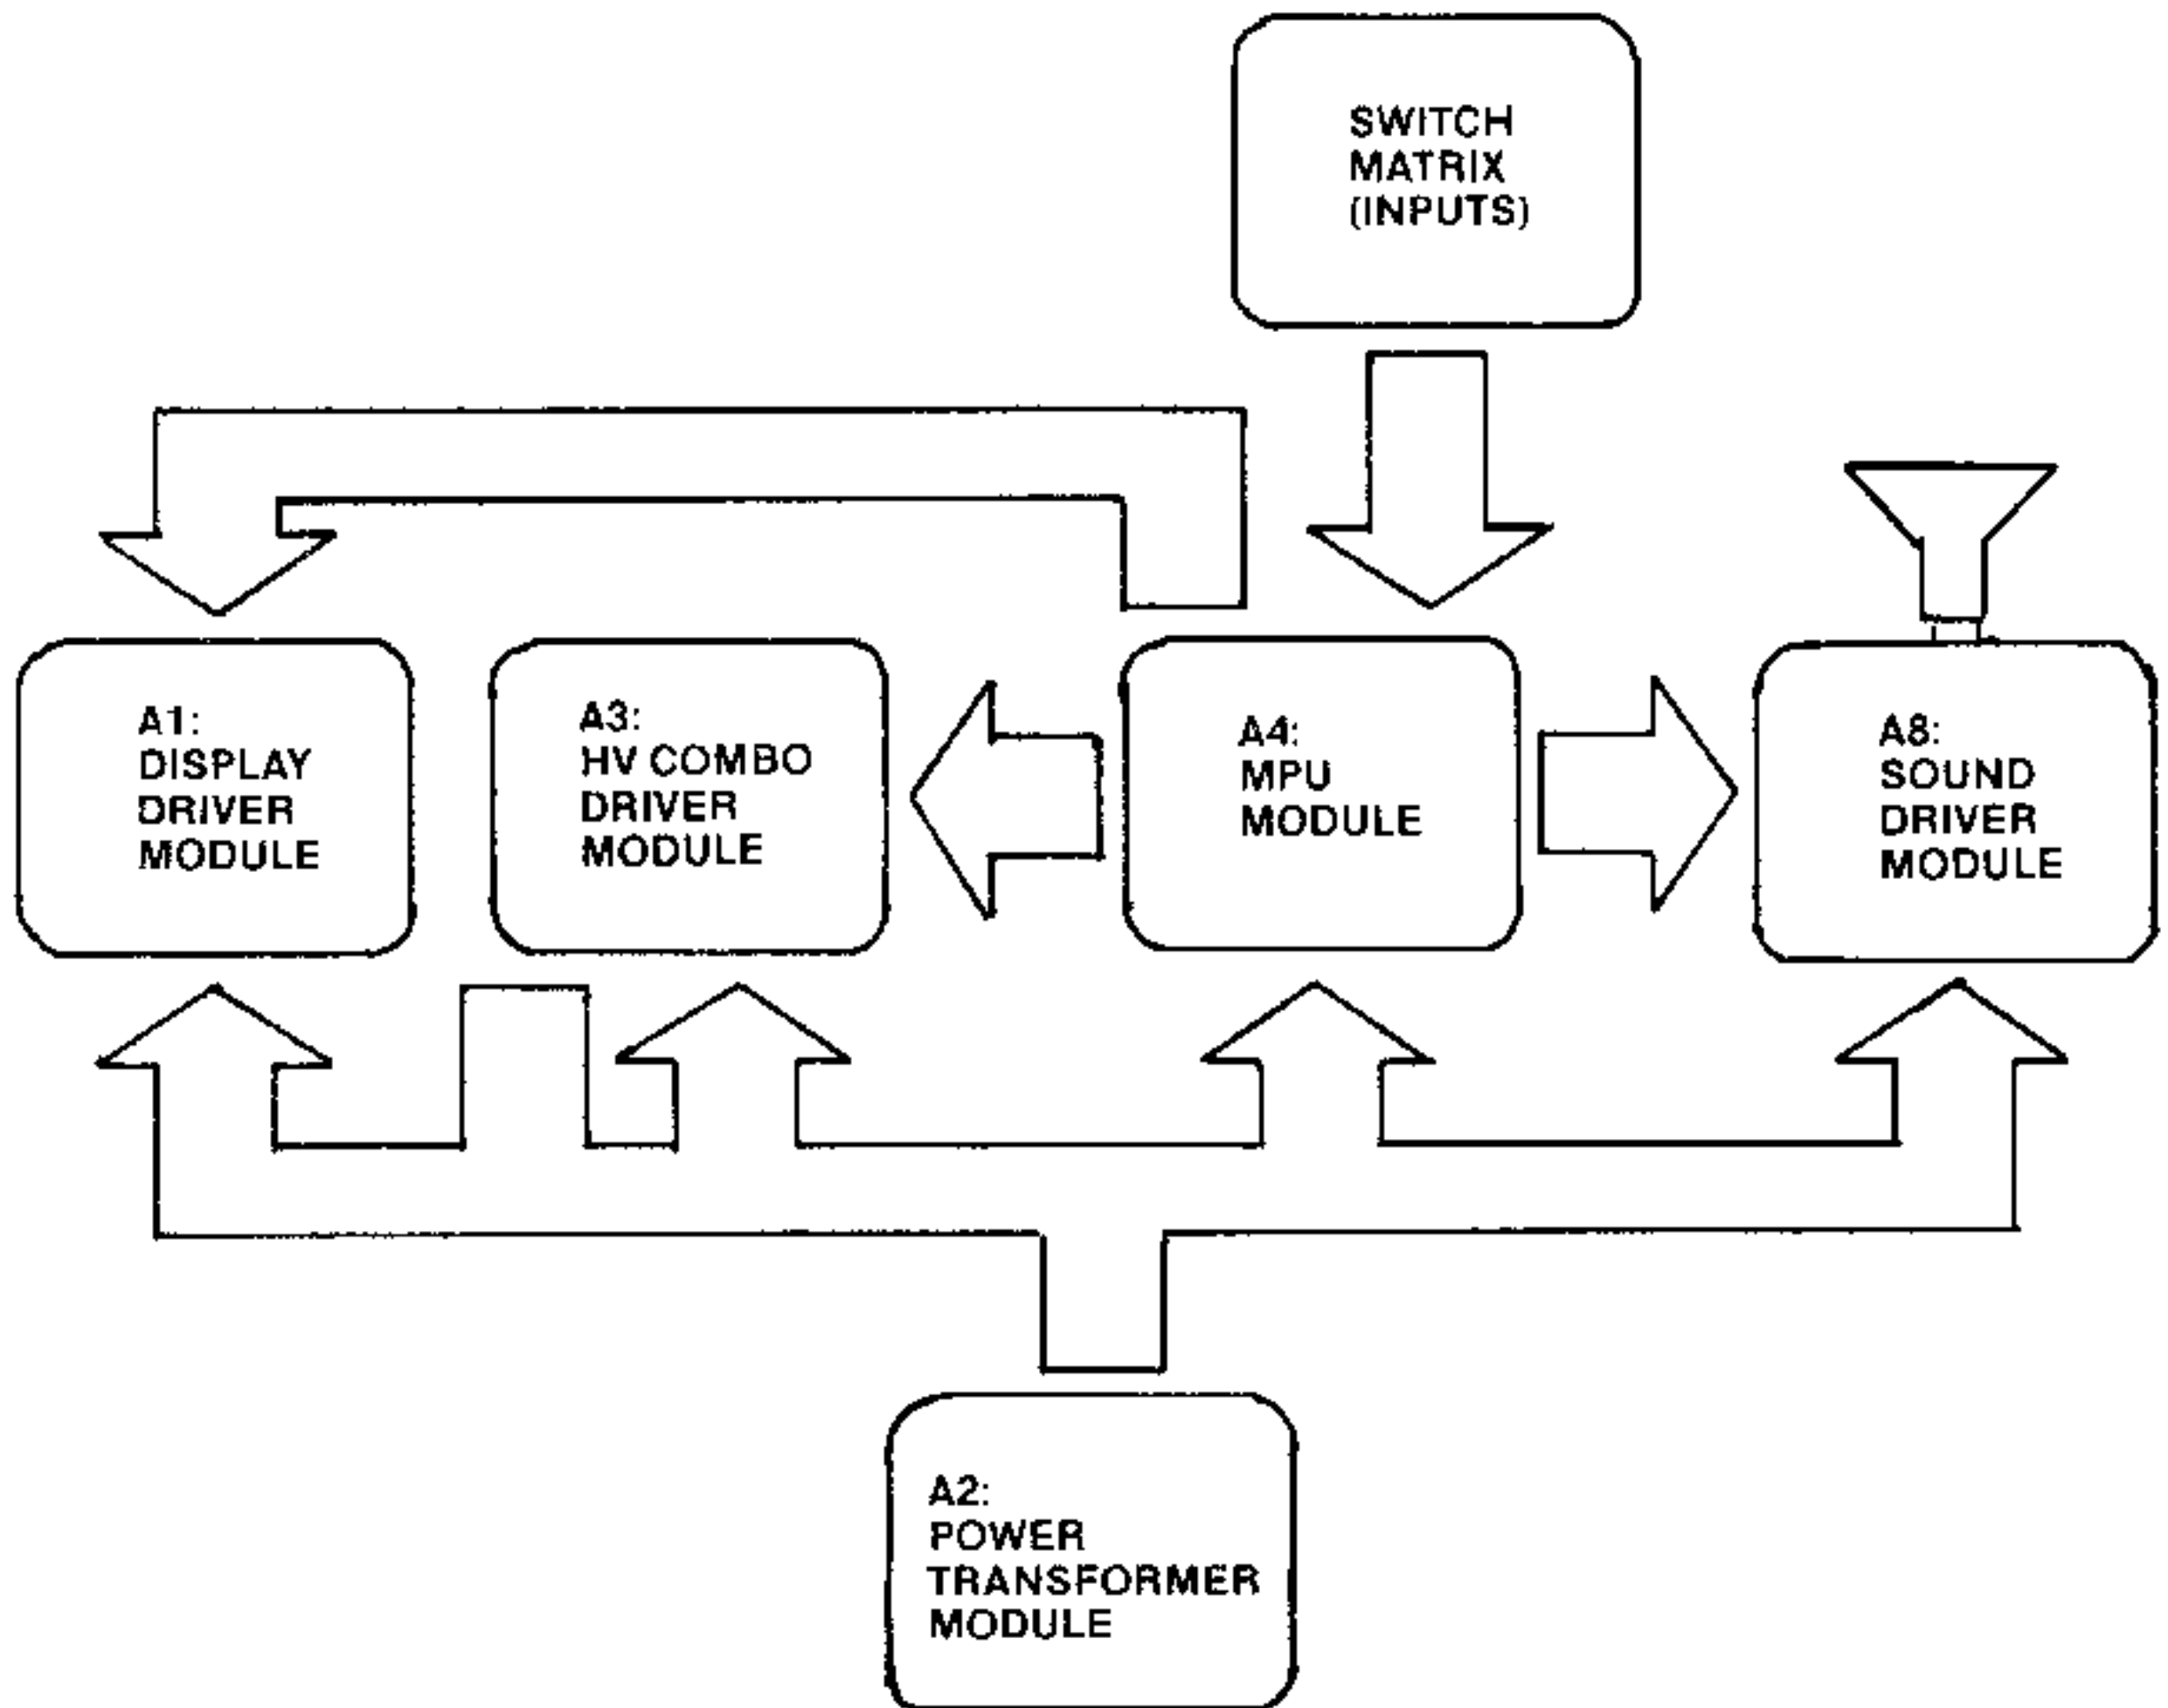 SWITCH
MATRIX
(INPUTS)
A1:
DISPLAY
DRIVER
MODULE
A3:
HV COMBO
DRIVER
MODULE
A4:
MPU
MODULE
A8:
SOUND
DRIVER
MODULE
A2:
POWER
TRANSFORMER
MODULE